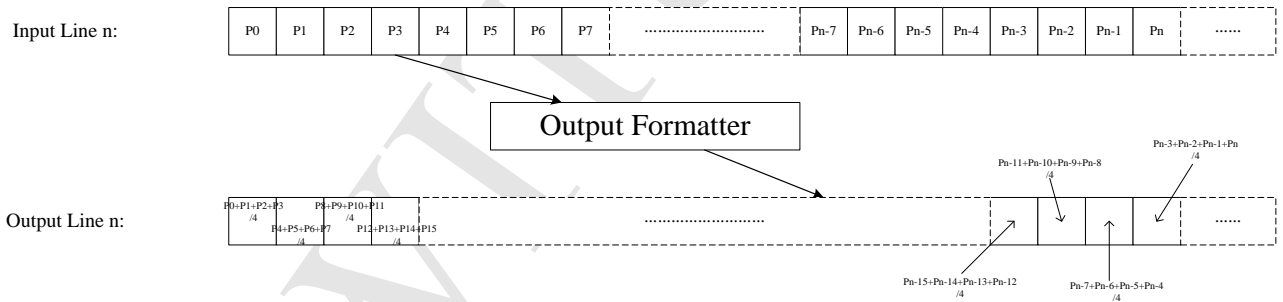 Input Line n: P0 P1 P2 P3 P4 P5 P6 P7 ............................ Pn-7 Pn-6 Pn-5 Pn-4 Pn-3 Pn-2 Pn-1 Pn ......
Output Formatter
Pn-3+Pn-2+Pn-1+Pn
/4
Pn-11+Pn-10+Pn-9+Pn-8
/4
Output Line n:
P0+P1+P2+P3
/4
P4+P5+P6+P7
/4
P8+P9+P10+P11
/4
P12+P13+P14+P15
/4
............................ ......
Pn-15+Pn-14+Pn-13+Pn-12
/4
Pn-7+Pn-6+Pn-5+Pn-4
/4